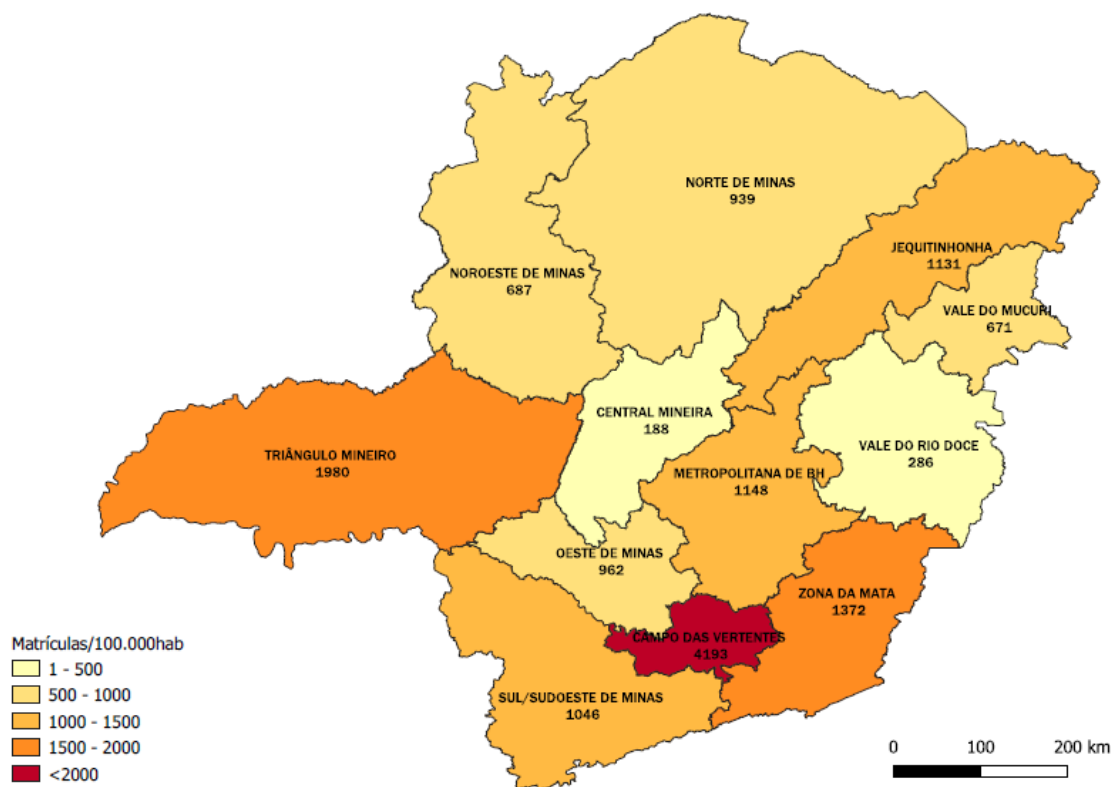 NORTE DE MINAS
939
JEQUITINHONHA
1131
NOROESTE DE MINAS
687
VALE DO MUCURI
671
CENTRAL MINEIRA
188
VALE DO RIO DOCE
286
TRIÂNGULO MINEIRO
1980
METROPOLITANA DE BH
1148
OESTE DE MINAS
962
ZONA DA MATA
1372
CAMPO DAS VERTENTES
4193
SUL/SUDOESTE DE MINAS
1046
Matrículas/100.000hab
1 - 500
500 - 1000
1000 - 1500
1500 - 2000
<2000
0 100 200 km